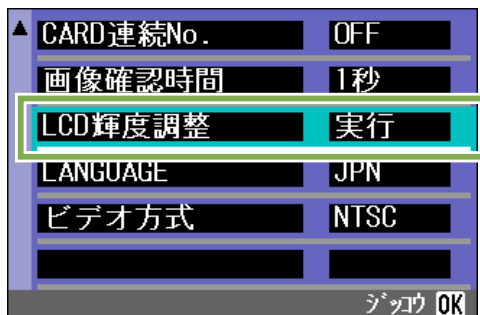 ▲ CARD連続No. OFF
画像確認時間 1秒
LCD輝度調整 実行
LANGUAGE JPN
ビデオ方式 NTSC
ジッコウ OK